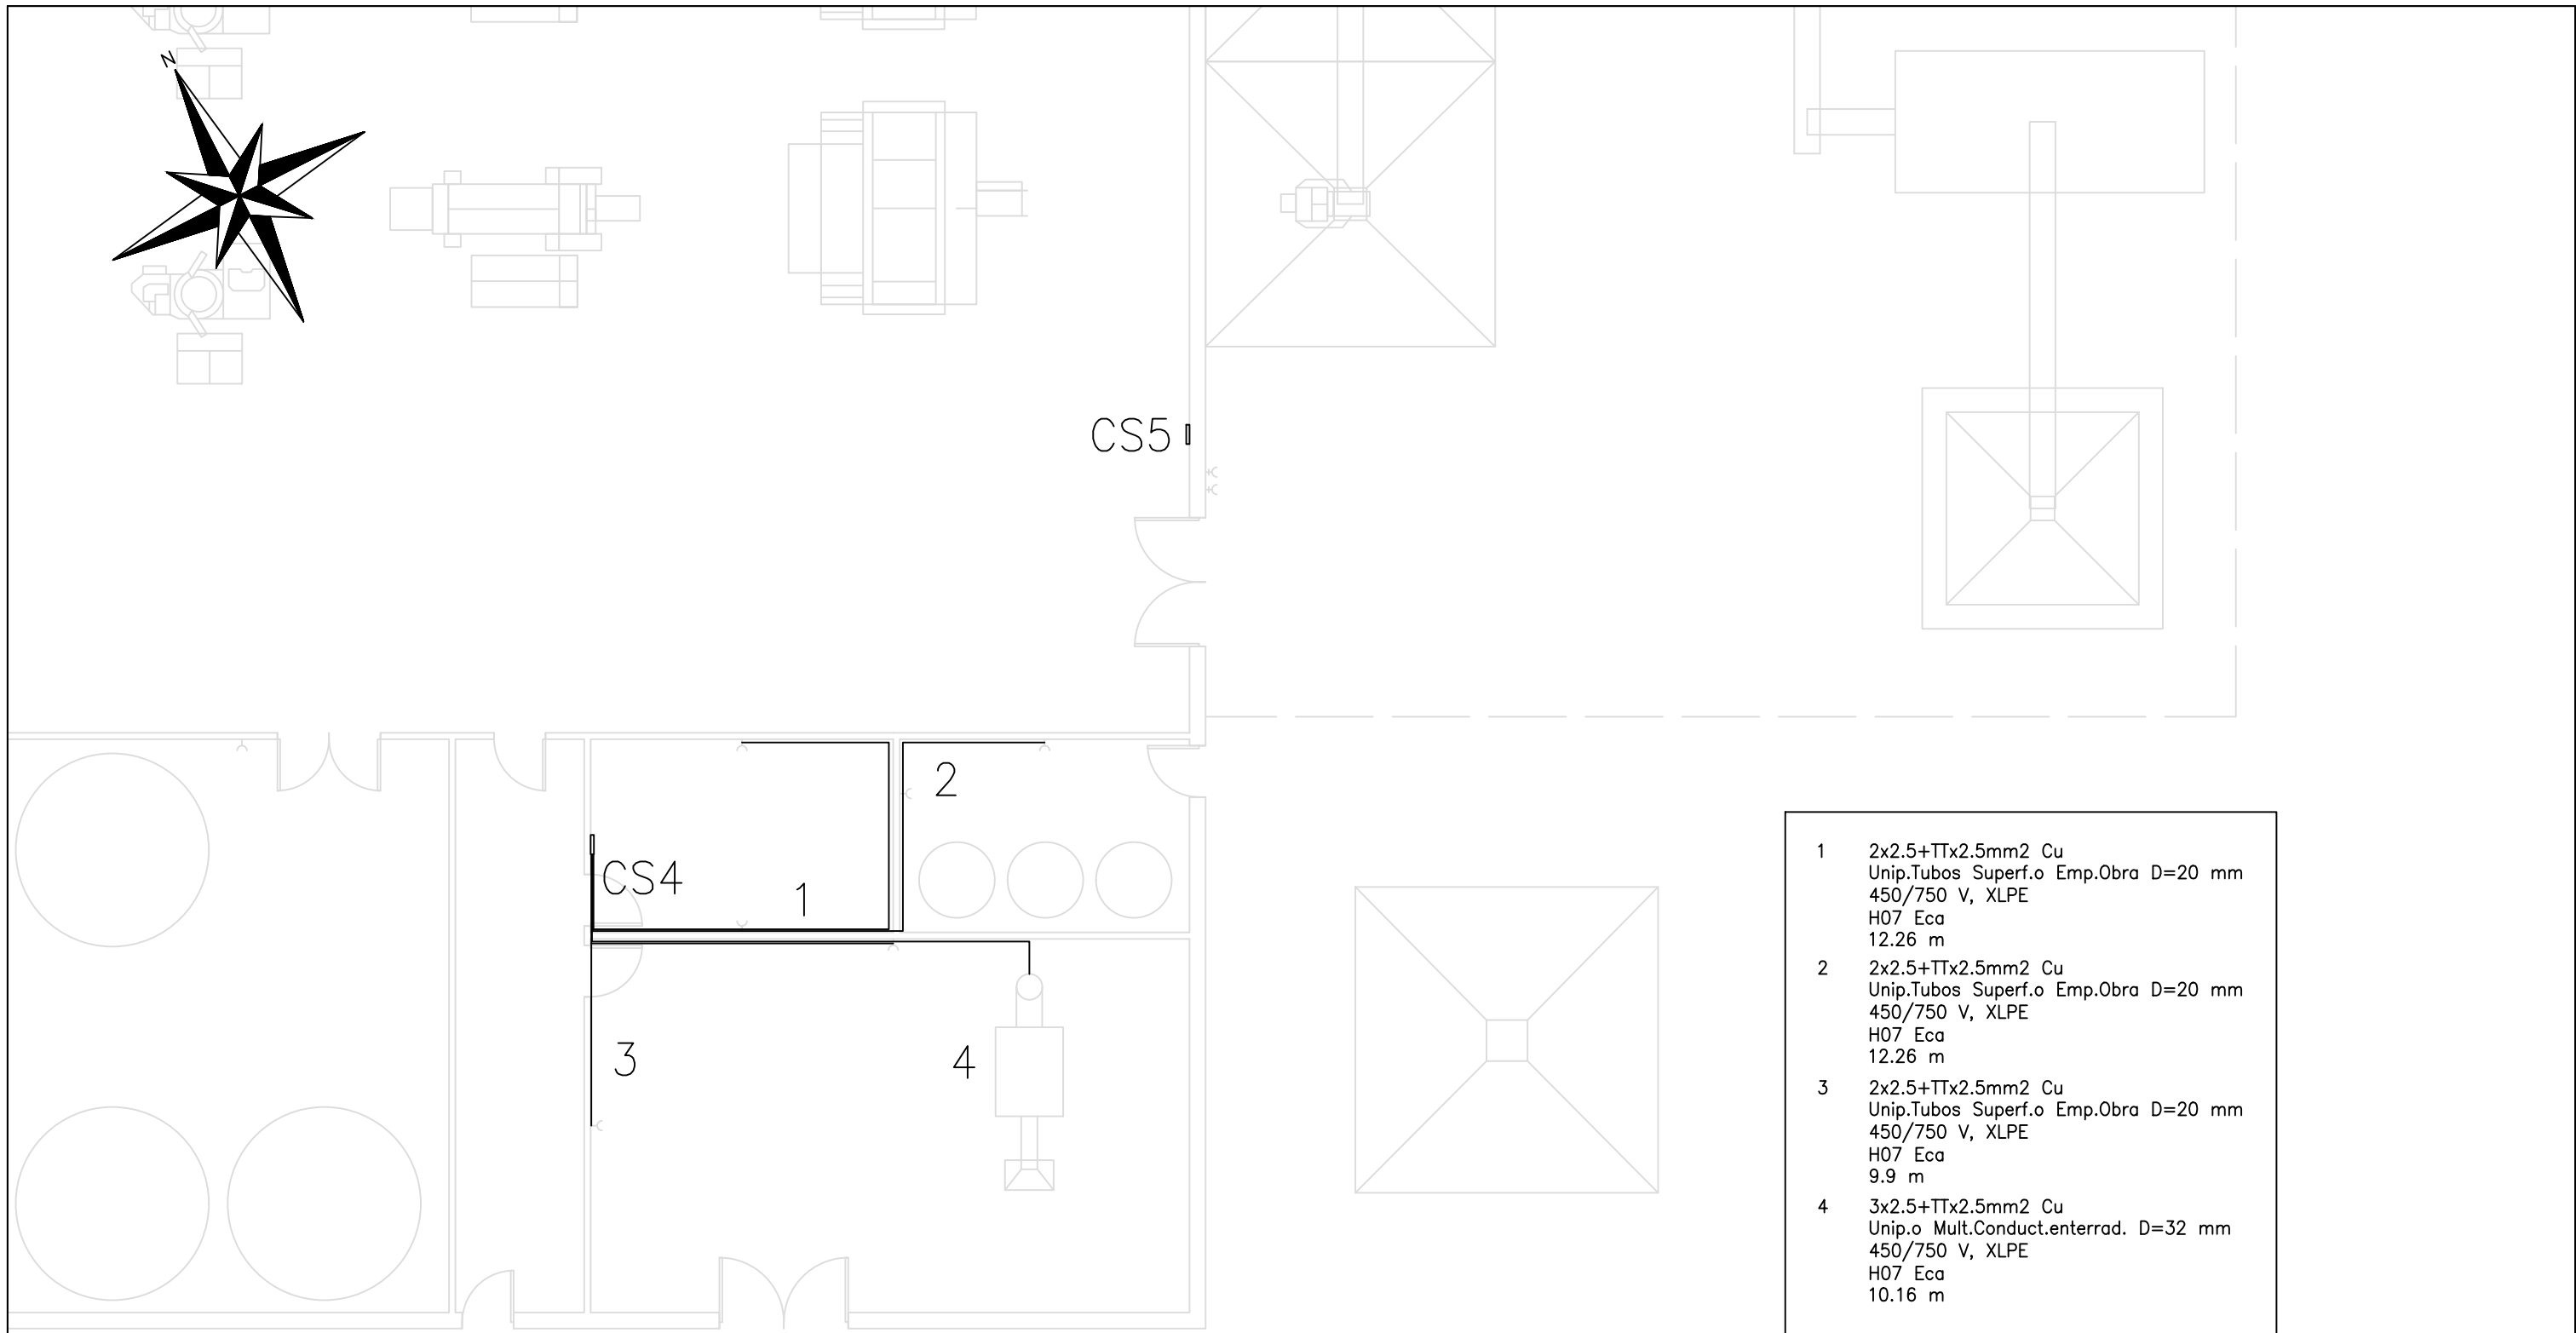 N
CS5
2
CS4
1
3
4
1 2x2.5+TTx2.5mm2 Cu
Unip.Tubos Superf.o Emp.Obra D=20 mm
450/750 V, XLPE
H07 Eca
12.26 m
2 2x2.5+TTx2.5mm2 Cu
Unip.Tubos Superf.o Emp.Obra D=20 mm
450/750 V, XLPE
H07 Eca
12.26 m
3 2x2.5+TTx2.5mm2 Cu
Unip.Tubos Superf.o Emp.Obra D=20 mm
450/750 V, XLPE
H07 Eca
9.9 m
4 3x2.5+TTx2.5mm2 Cu
Unip.o Mult.Conduct.enterrad. D=32 mm
450/750 V, XLPE
H07 Eca
10.16 m